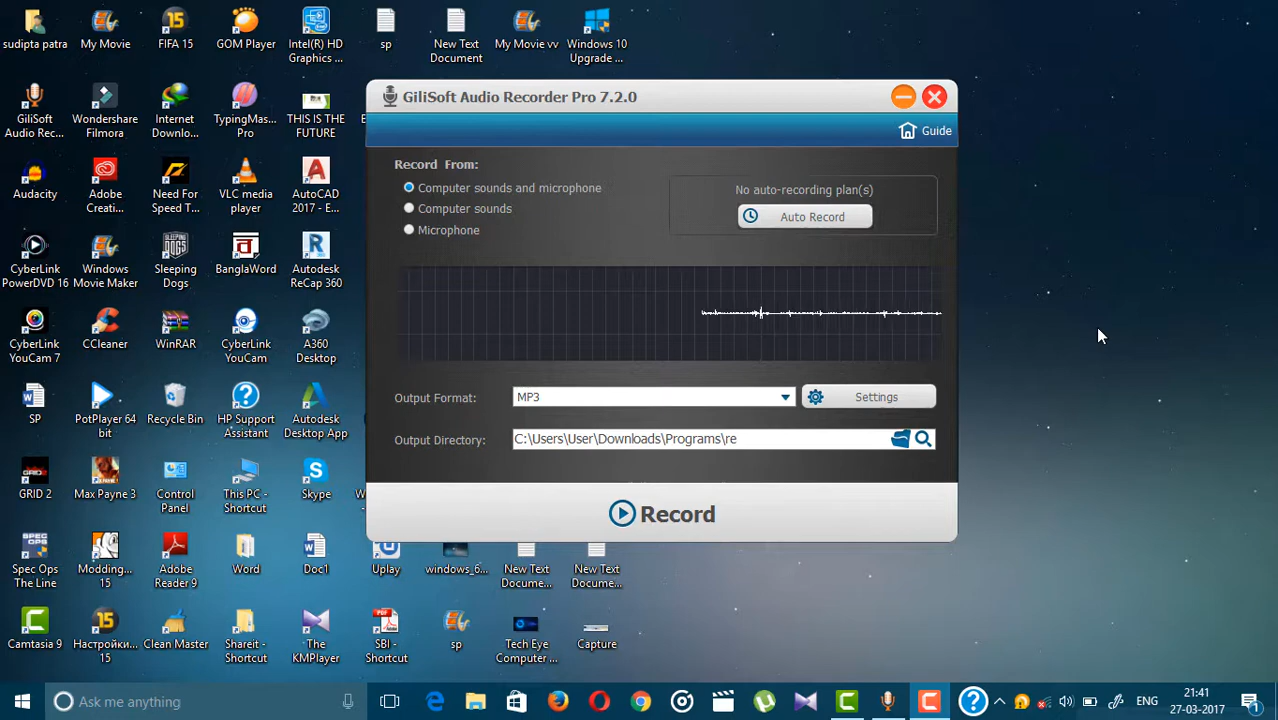 sudipta patra
My Movie
FIFA 15
GOM Player
Intel(R) HD
Graphics ...
sp
New Text
Document
My Movie vv
Windows 10
Upgrade ...
GiliSoft
Audio Rec...
Wondershare
Filmora
Internet
Downlo...
TypingMas...
Pro
THIS IS THE
FUTURE
Audacity
Adobe
Creati...
Need For
Speed T...
VLC media
player
AutoCAD
2017 - E...
CyberLink
PowerDVD 16
Windows
Movie Maker
Sleeping
Dogs
BanglaWord
Autodesk
ReCap 360
CyberLink
YouCam 7
CCleaner
WinRAR
CyberLink
YouCam
A360
Desktop
SP
PotPlayer 64
bit
Recycle Bin
HP Support
Assistant
Autodesk
Desktop App
GRID 2
Max Payne 3
Control
Panel
This PC -
Shortcut
Skype
Spec Ops
The Line
Modding...
15
Adobe
Reader 9
Word
Doc1
Uplay
windows_6...
New Text
Docume...
New Text
Docume...
Camtasia 9
Настройки...
15
Clean Master
Shareit -
Shortcut
The
KMPlayer
SBI -
Shortcut
sp
Tech Eye
Computer ...
Capture
GiliSoft Audio Recorder Pro 7.2.0
Guide
Record From:
Computer sounds and microphone
Computer sounds
Microphone
No auto-recording plan(s)
Auto Record
Output Format:
MP3
Settings
Output Directory:
C:\Users\User\Downloads\Programs\re
Record
Ask me anything
ENG
21:41
27-03-2017